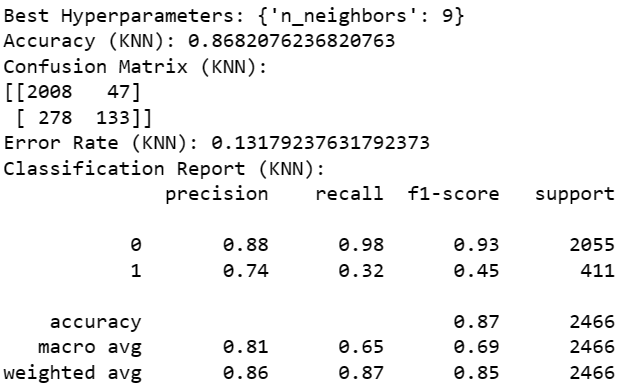 Best Hyperparameters: {'n_neighbors': 9}
Accuracy (KNN): 0.8682076236820763
Confusion Matrix (KNN):
[[2008   47]
 [ 278  133]]
Error Rate (KNN): 0.13179237631792373
Classification Report (KNN):
              precision    recall  f1-score   support

           0       0.88      0.98      0.93      2055
           1       0.74      0.32      0.45       411

    accuracy                           0.87      2466
   macro avg       0.81      0.65      0.69      2466
weighted avg       0.86      0.87      0.85      2466